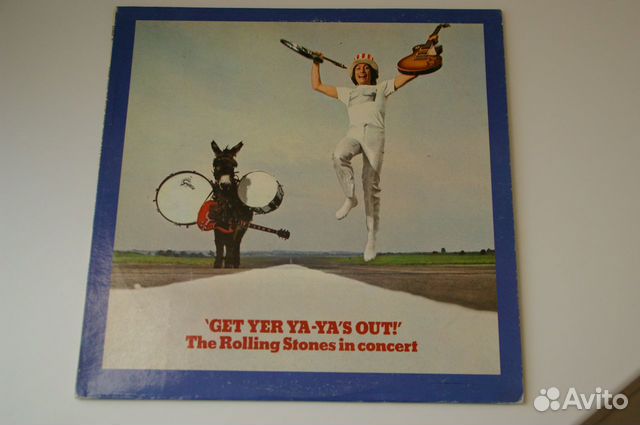 'GET YER YA-YA'S OUT!'
The Rolling Stones in concert
Avito